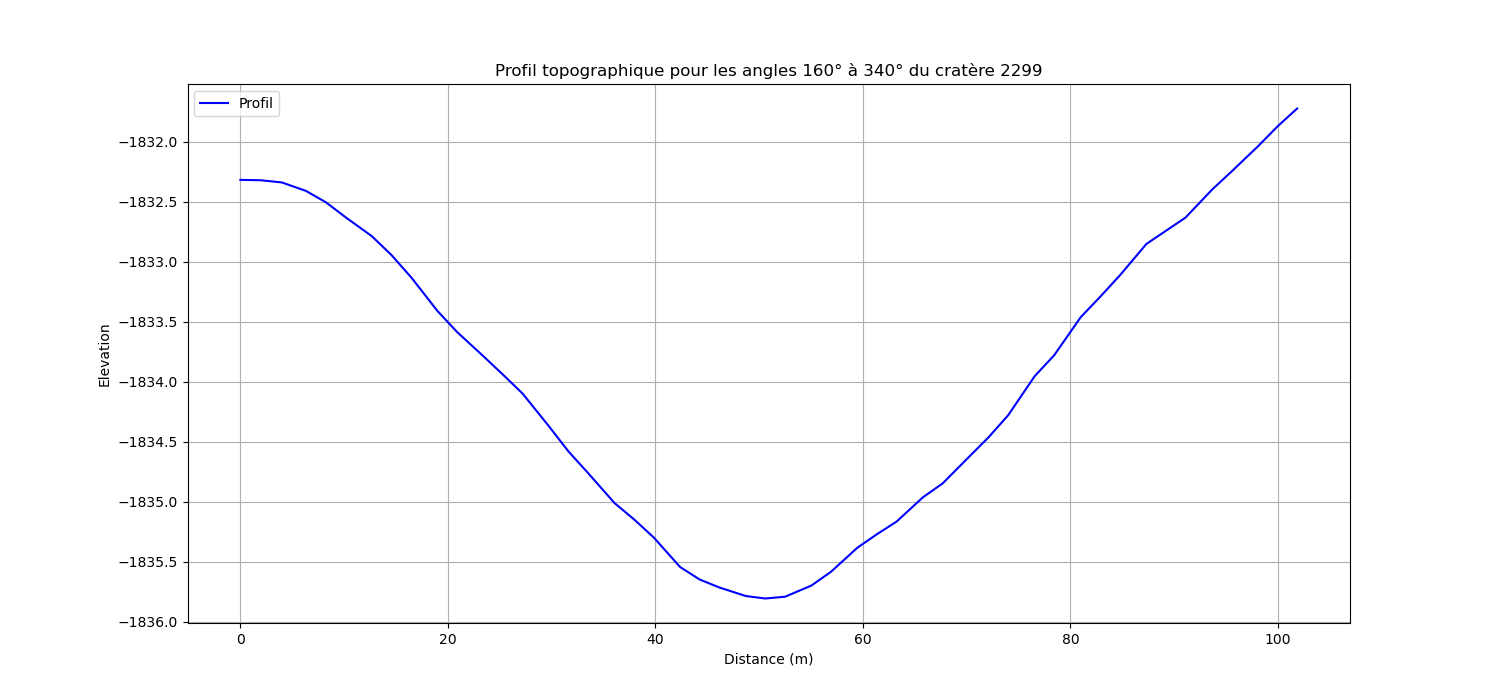 Profil topographique pour les angles 160° à 340° du cratère 2299
Profil
−1832.0
−1832.5
−1833.0
−1833.5
−1834.0
−1834.5
−1835.0
−1835.5
−1836.0
Elevation
0 20 40 60 80 100
Distance (m)